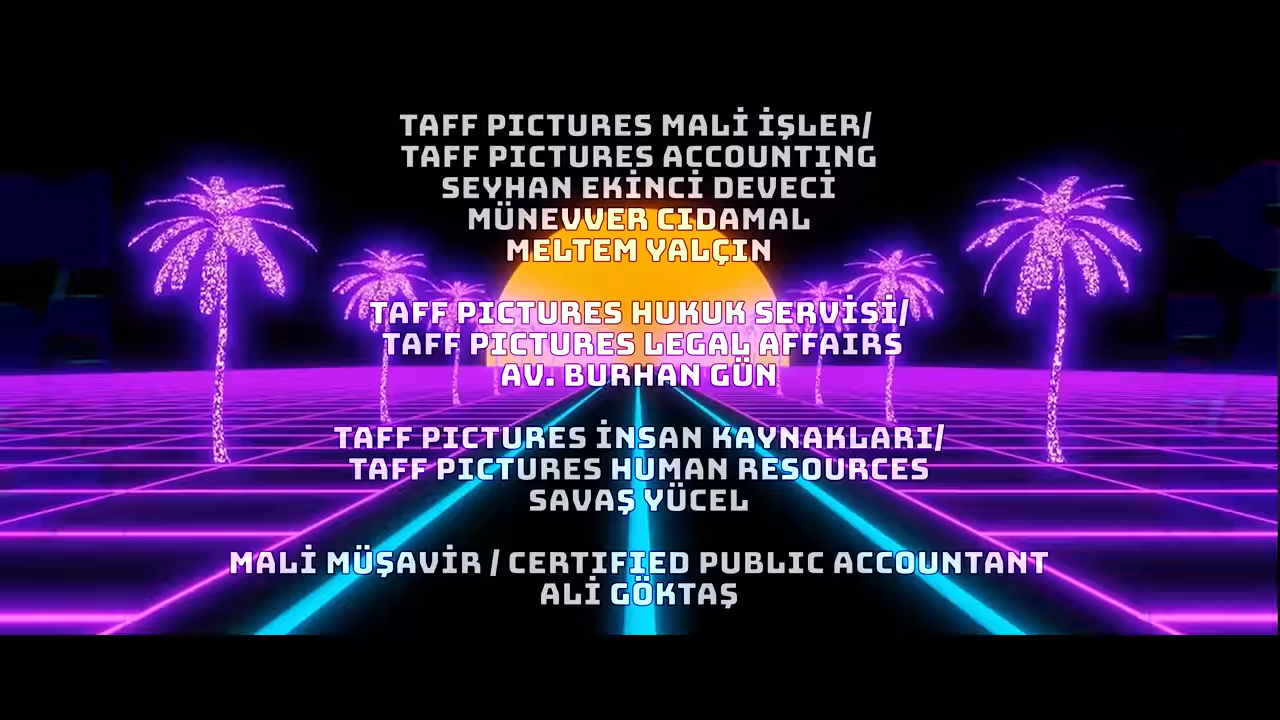 TAFF PICTURES MALİ İŞLER/
TAFF PICTURES ACCOUNTING
SEYHAN EKİNCİ DEVECİ
MÜNEVVER CIDAMAL
MELTEM YALÇIN
TAFF PICTURES HUKUK SERVİSİ/
TAFF PICTURES LEGAL AFFAIRS
AV. BURHAN GÜN
TAFF PICTURES İNSAN KAYNAKLARI/
TAFF PICTURES HUMAN RESOURCES
SAVAŞ YÜCEL
MALİ MÜŞAVİR / CERTIFIED PUBLIC ACCOUNTANT
ALİ GÖKTAŞ